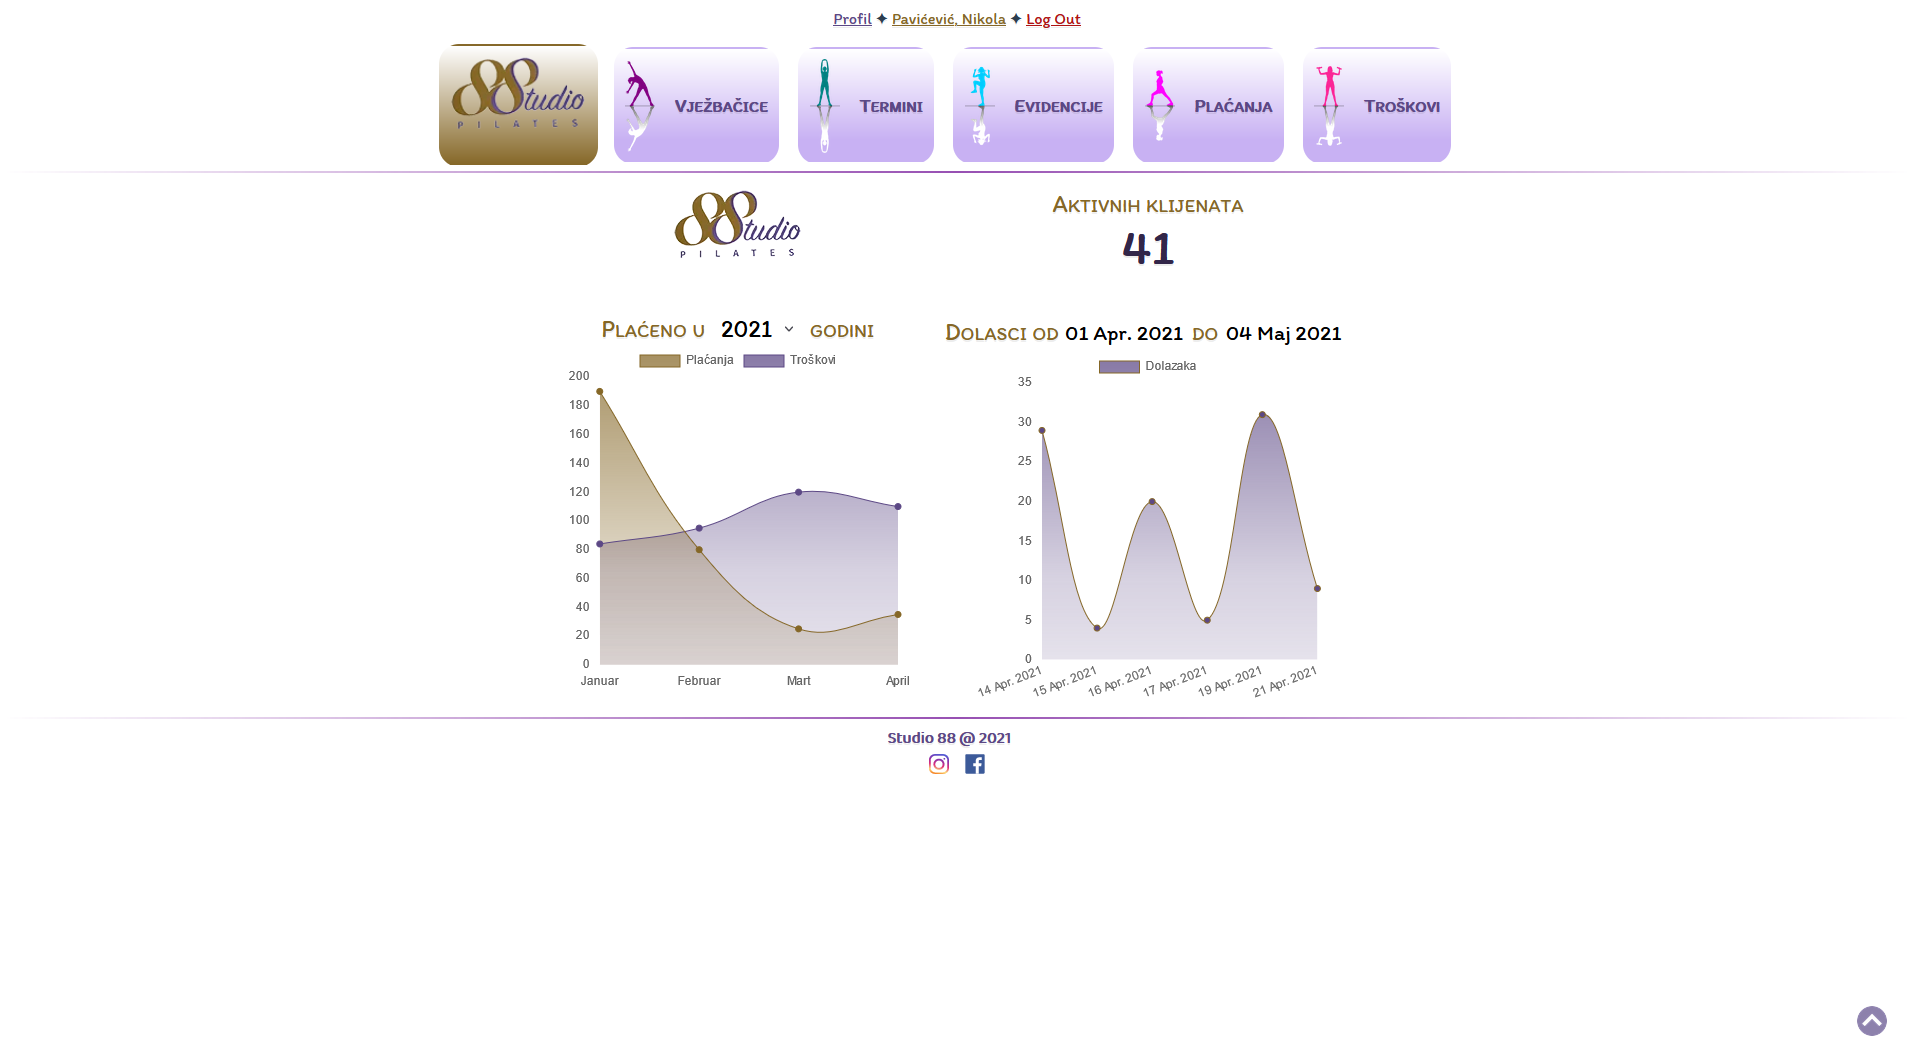 Profil ✦ Pavićević, Nikola ✦ Log Out
88 Studio
PILATES
Vježbačice
Termini
Evidencije
Plaćanja
Troškovi
88 Studio
PILATES
Aktivnih klijenata
41
Plaćeno u 2021 godini
Plaćanja Troškovi
200
180
160
140
120
100
80
60
40
20
0
Januar Februar Mart April
Dolasci od 01 Apr. 2021 do 04 Maj 2021
Dolazaka
35
30
25
20
15
10
5
0
14 Apr. 2021 15 Apr. 2021 16 Apr. 2021 17 Apr. 2021 19 Apr. 2021 21 Apr. 2021
Studio 88 @ 2021